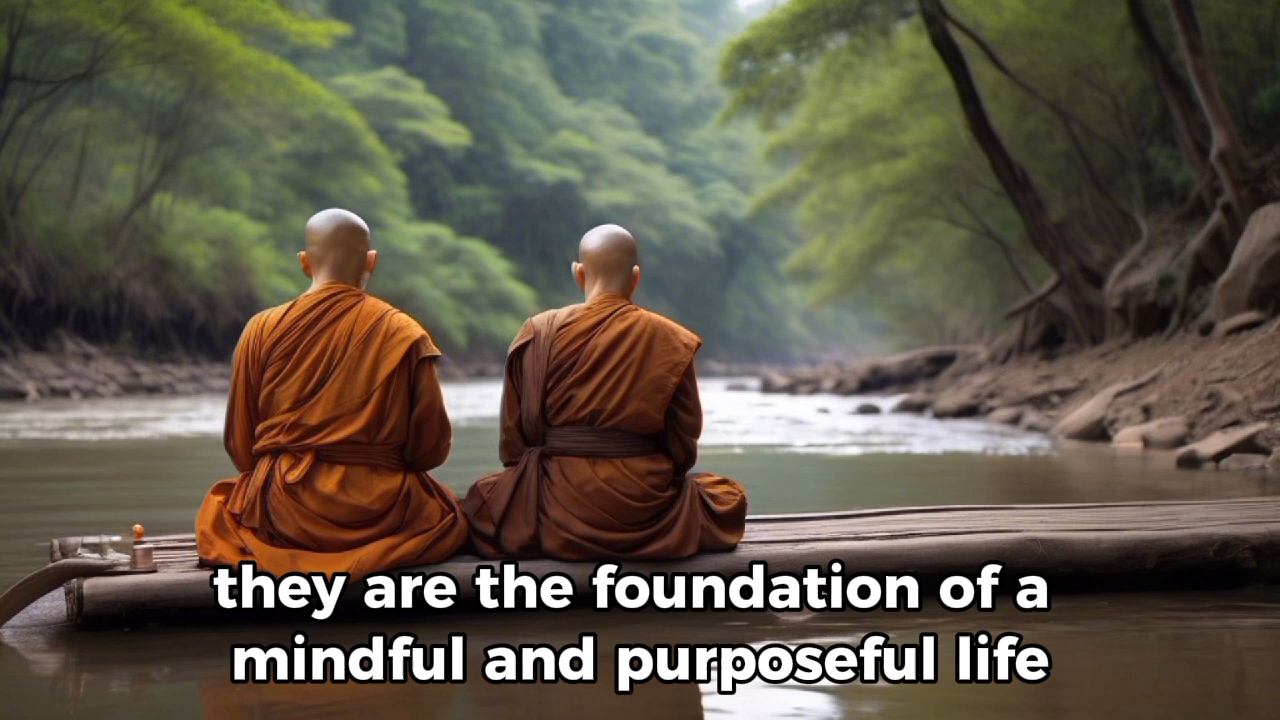 they are the foundation of a
mindful and purposeful life